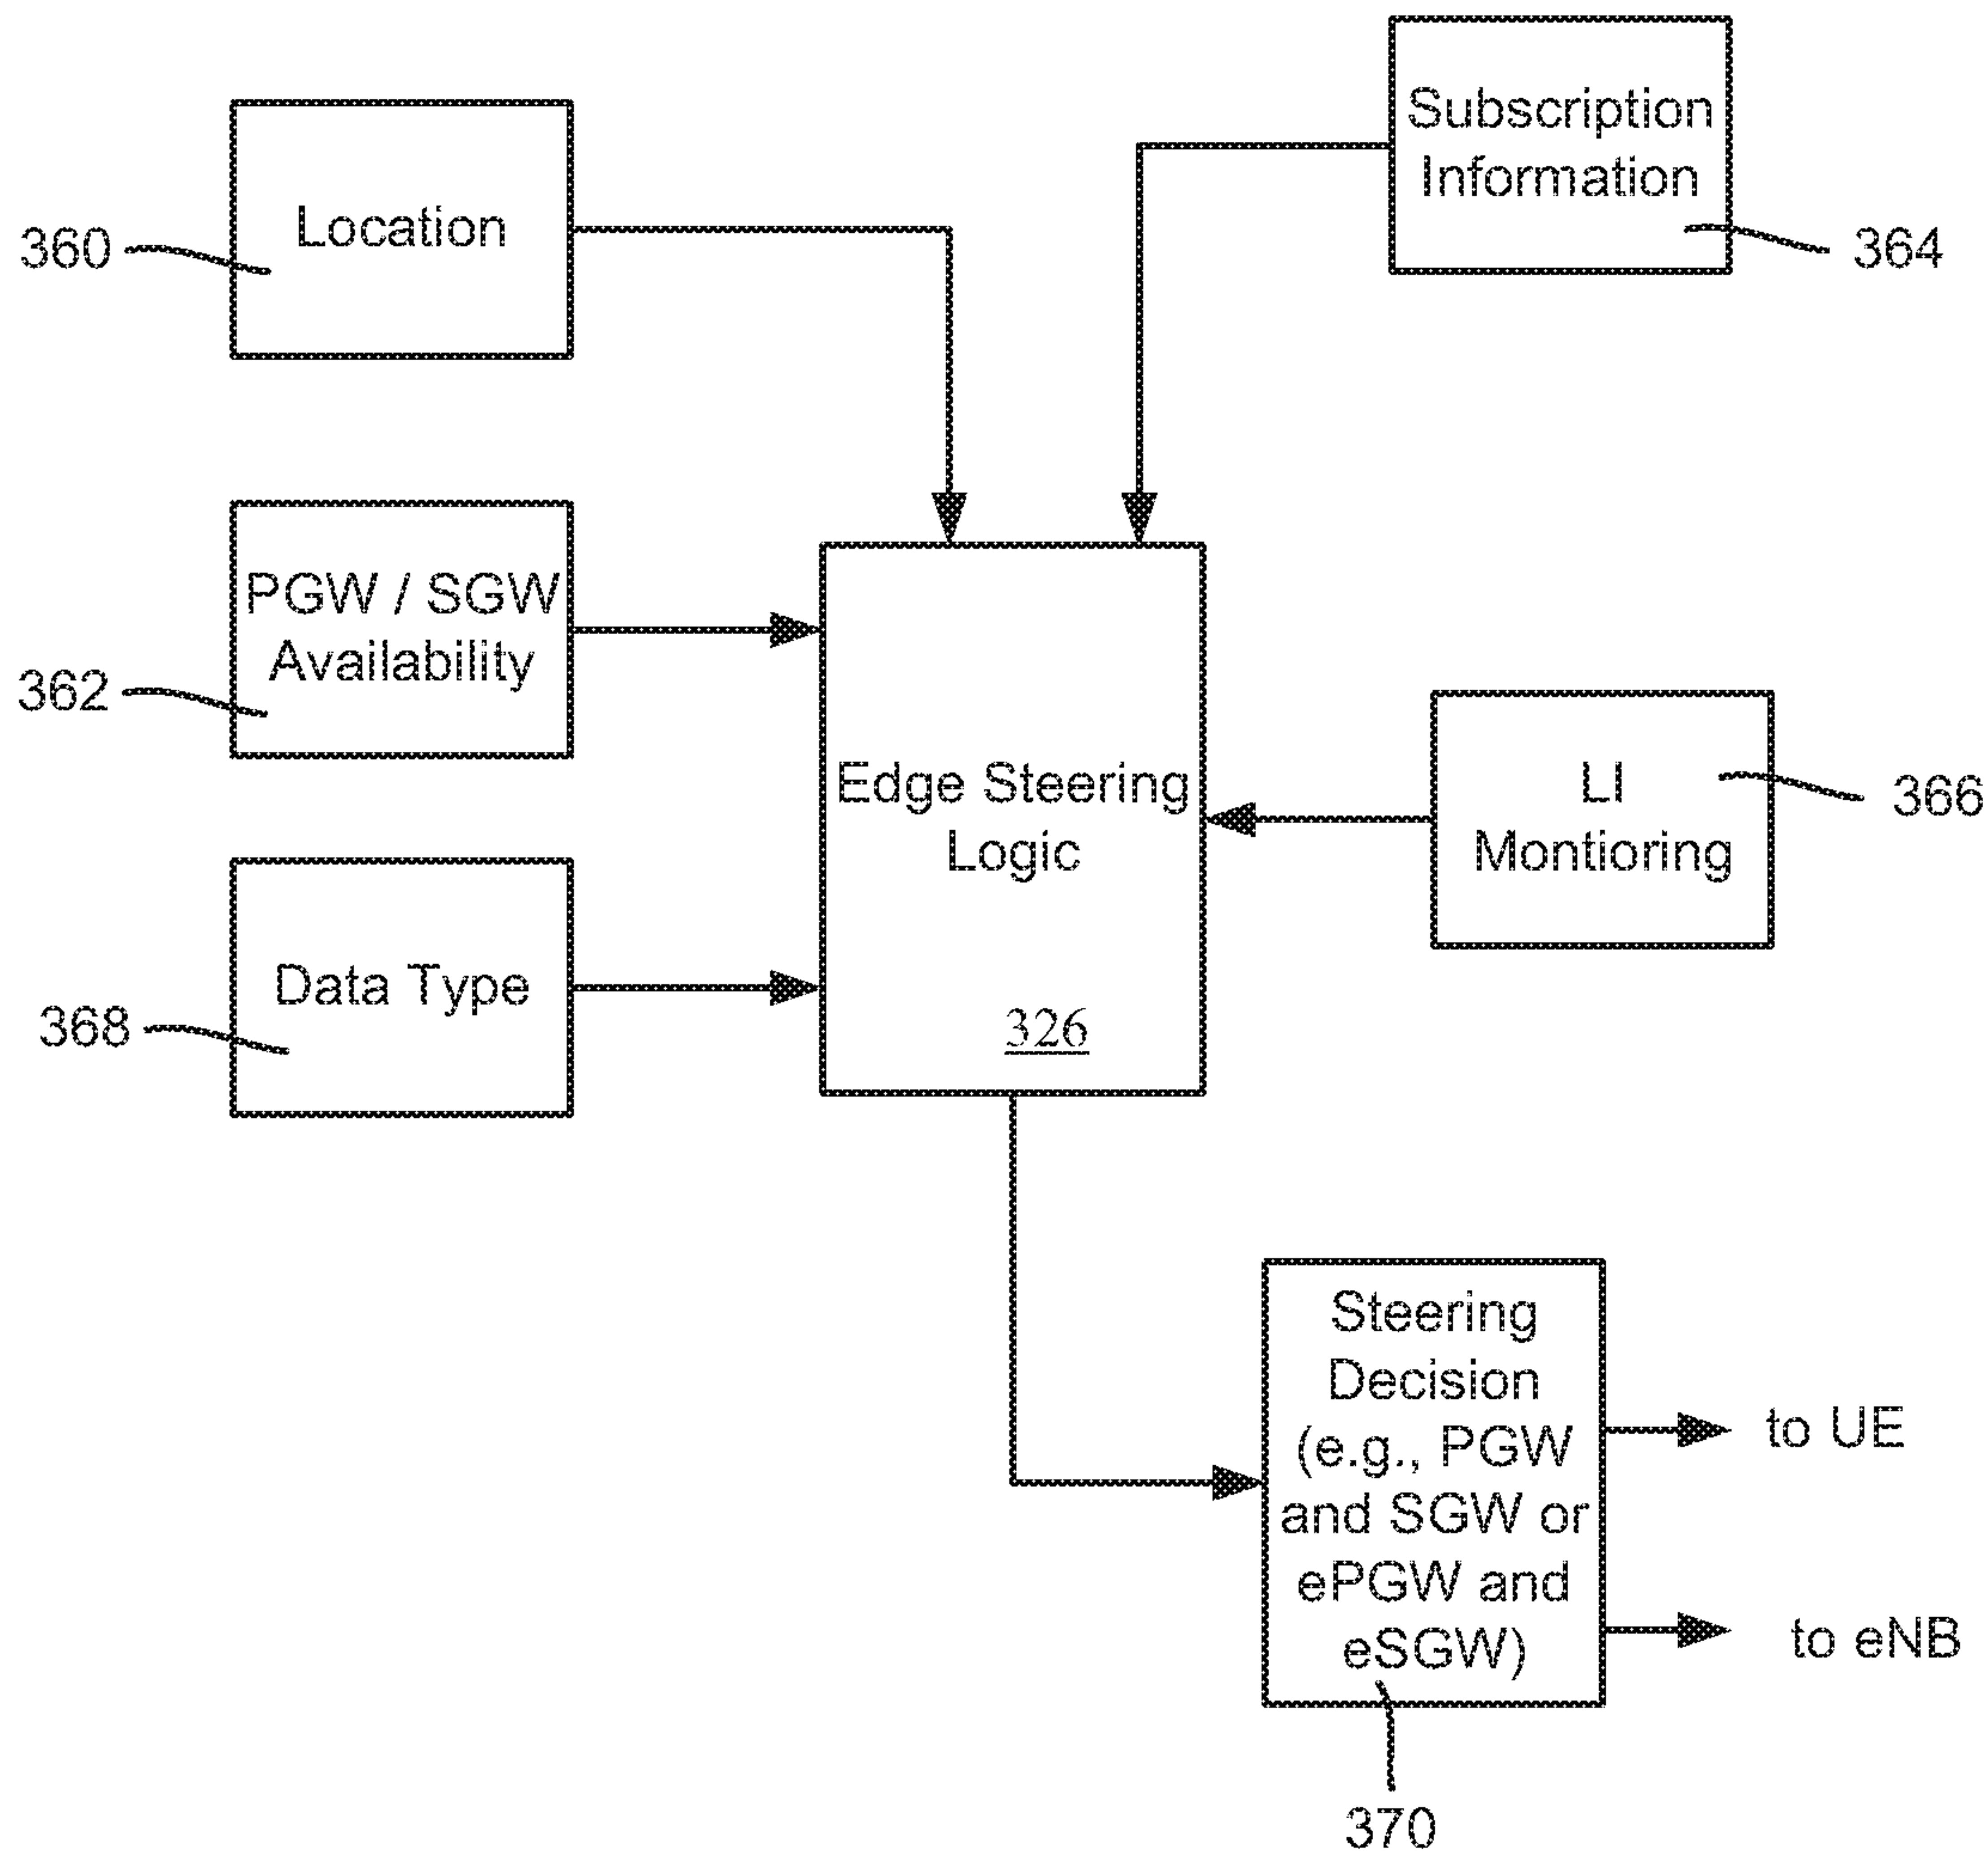 Subscription
Information
364
Location
360
PGW / SGW
Availability
362
Edge Steering
Logic
326
LI
Montioring
366
Data Type
368
Steering
Decision
(e.g., PGW
and SGW or
ePGW and
eSGW)
370
to UE
to eNB